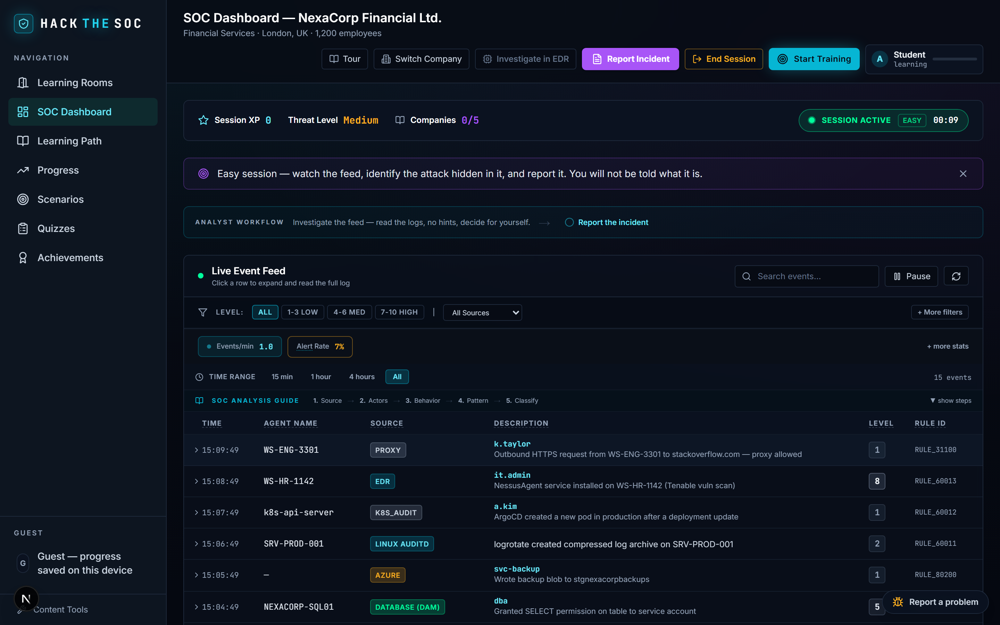 HACK THE SOC
NAVIGATION
Learning Rooms
SOC Dashboard
Learning Path
Progress
Scenarios
Quizzes
Achievements
GUEST
G
Guest — progress
saved on this device
N
Content Tools
SOC Dashboard — NexaCorp Financial Ltd.
Financial Services · London, UK · 1,200 employees
Tour
Switch Company
Investigate in EDR
Report Incident
End Session
Start Training
A
Student
learning
Session XP 0
Threat Level Medium
Companies 0/5
SESSION ACTIVE EASY 00:09
Easy session — watch the feed, identify the attack hidden in it, and report it. You will not be told what it is.
ANALYST WORKFLOW Investigate the feed — read the logs, no hints, decide for yourself. → Report the incident
Live Event Feed
Click a row to expand and read the full log
Search events...
Pause
LEVEL: ALL 1-3 LOW 4-6 MED 7-10 HIGH | All Sources + More filters
Events/min 1.0 Alert Rate 7% + more stats
TIME RANGE 15 min 1 hour 4 hours All 15 events
SOC ANALYSIS GUIDE 1. Source → 2. Actors → 3. Behavior → 4. Pattern → 5. Classify ▼ show steps
TIME AGENT NAME SOURCE DESCRIPTION LEVEL RULE ID
15:09:49 WS-ENG-3301 PROXY k.taylor 1 RULE_31100
Outbound HTTPS request from WS-ENG-3301 to stackoverflow.com — proxy allowed
15:08:49 WS-HR-1142 EDR it.admin 8 RULE_60013
NessusAgent service installed on WS-HR-1142 (Tenable vuln scan)
15:07:49 k8s-api-server K8S_AUDIT a.kim 1 RULE_60012
ArgoCD created a new pod in production after a deployment update
15:06:49 SRV-PROD-001 LINUX AUDITD logrotate created compressed log archive on SRV-PROD-001 2 RULE_60011
15:05:49 — AZURE svc-backup 1 RULE_80200
Wrote backup blob to stgnexacorpbackups
15:04:49 NEXACORP-SQL01 DATABASE (DAM) dba 5
Granted SELECT permission on table to service account
Report a problem